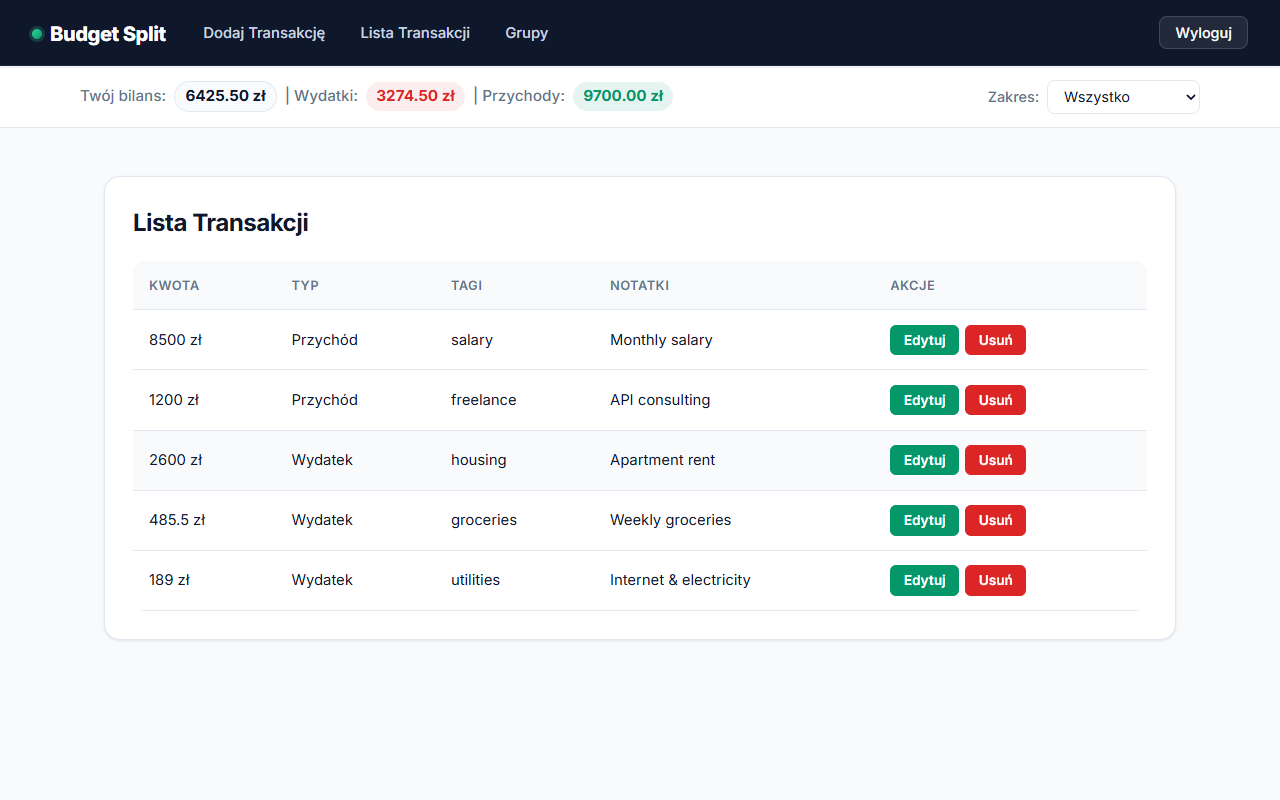 Budget Split Dodaj Transakcję Lista Transakcji Grupy Wyloguj
Twój bilans: 6425.50 zł | Wydatki: 3274.50 zł | Przychody: 9700.00 zł Zakres: Wszystko
Lista Transakcji
KWOTA TYP TAGI NOTATKI AKCJE
8500 zł Przychód salary Monthly salary Edytuj Usuń
1200 zł Przychód freelance API consulting Edytuj Usuń
2600 zł Wydatek housing Apartment rent Edytuj Usuń
485.5 zł Wydatek groceries Weekly groceries Edytuj Usuń
189 zł Wydatek utilities Internet & electricity Edytuj Usuń